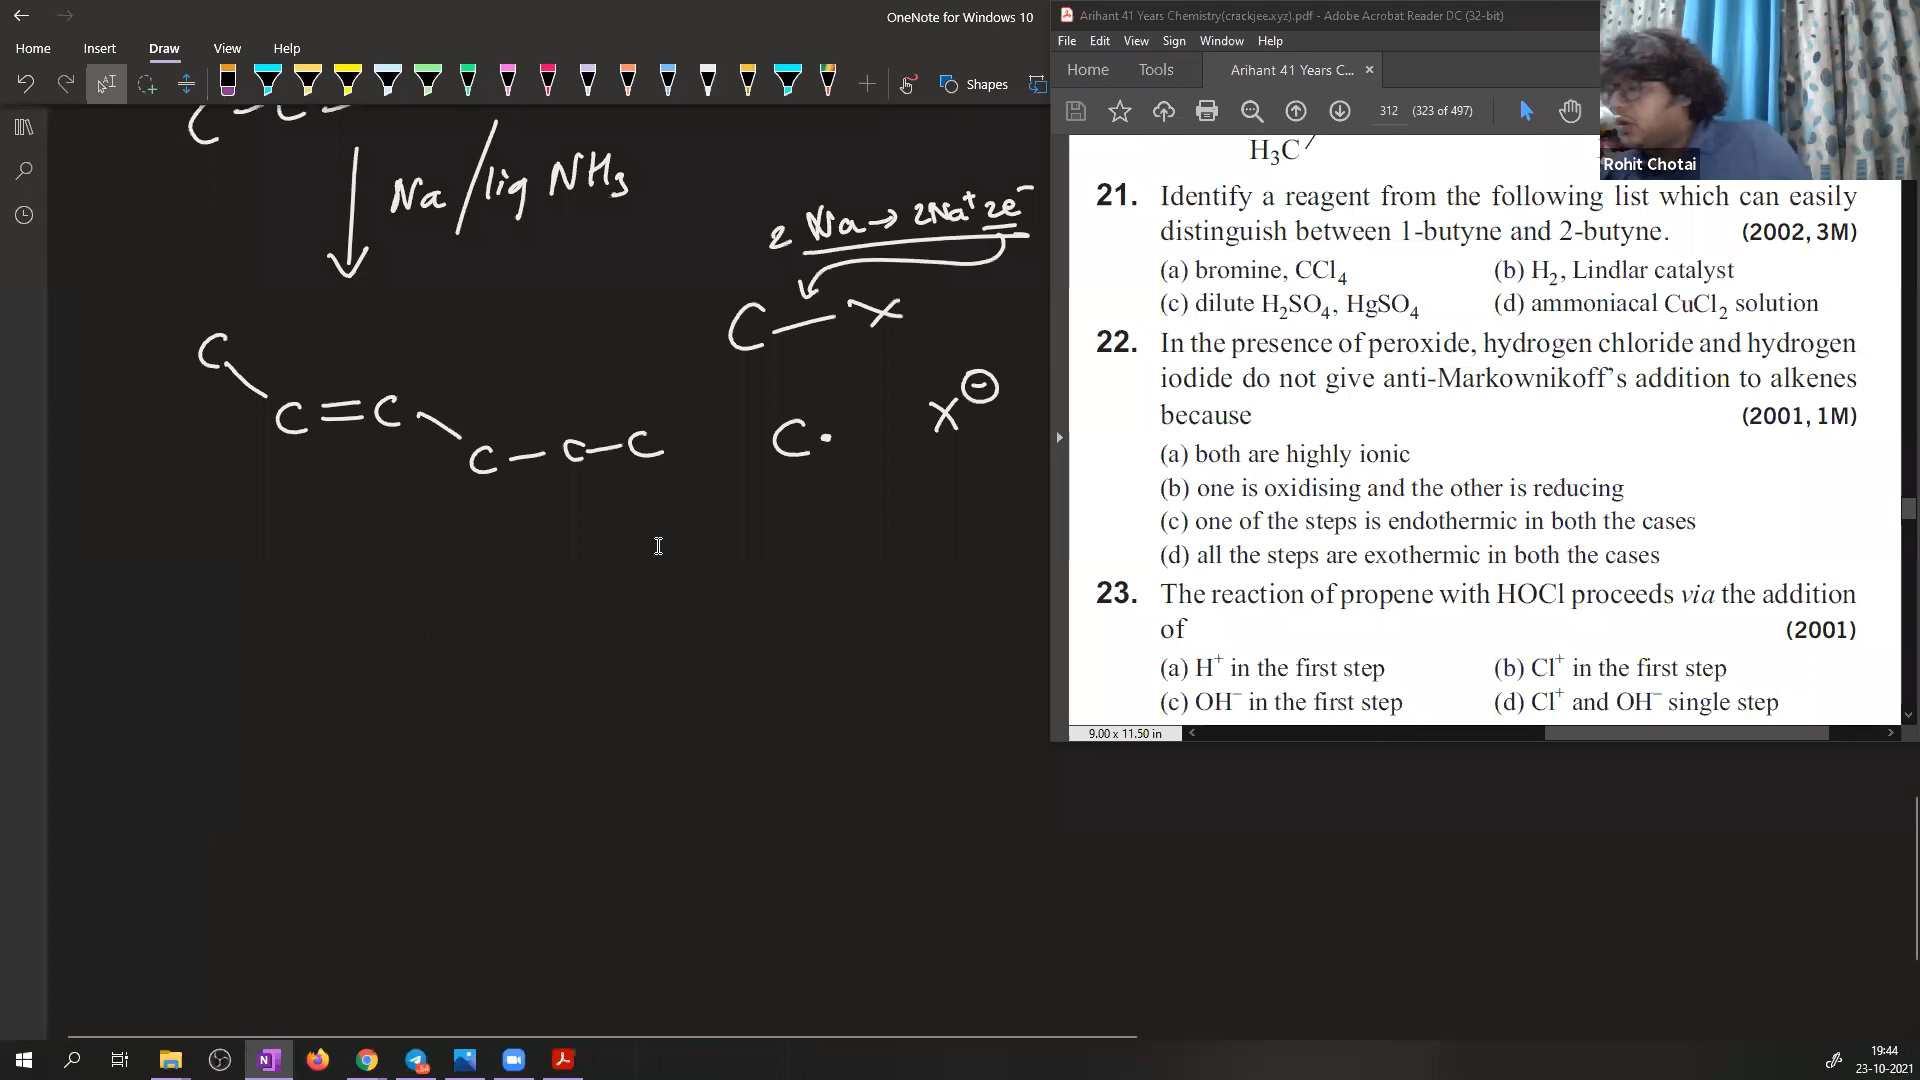 OneNote for Windows 10
Home Insert Draw View Help
Shapes
C - C -
Na/liq NH3
2 Na → 2Na+ 2e-
C — X
C
C = C
C - C - C
C•
X⊖
Arihant 41 Years Chemistry(crackjee.xyz).pdf - Adobe Acrobat Reader DC (32-bit)
File Edit View Sign Window Help
Home Tools Arihant 41 Years C... ×
312 (323 of 497)
Rohit Chotai
H₃C
21. Identify a reagent from the following list which can easily
distinguish between 1-butyne and 2-butyne. (2002, 3M)
(a) bromine, CCl₄ (b) H₂, Lindlar catalyst
(c) dilute H₂SO₄, HgSO₄ (d) ammoniacal CuCl₂ solution
22. In the presence of peroxide, hydrogen chloride and hydrogen
iodide do not give anti-Markownikoff's addition to alkenes
because (2001, 1M)
(a) both are highly ionic
(b) one is oxidising and the other is reducing
(c) one of the steps is endothermic in both the cases
(d) all the steps are exothermic in both the cases
23. The reaction of propene with HOCl proceeds via the addition
of (2001)
(a) H⁺ in the first step (b) Cl⁺ in the first step
(c) OH⁻ in the first step (d) Cl⁺ and OH⁻ single step
9.00 x 11.50 in
19:44
23-10-2021